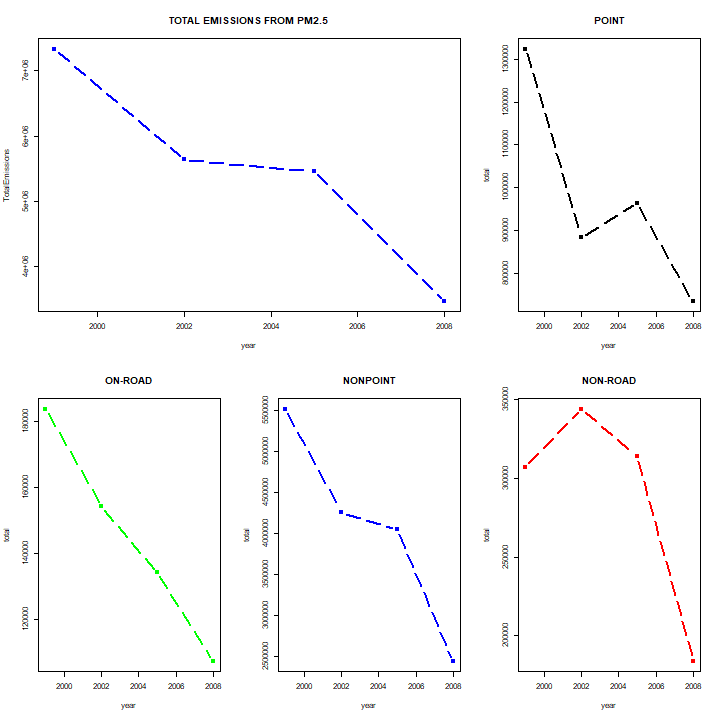 TOTAL EMISSIONS FROM PM2.5
TotalEmissions
7e+06
6e+06
5e+06
4e+06
2000
2002
2004
2006
2008
year
POINT
total
1300000
1200000
1100000
1000000
900000
800000
2000
2002
2004
2006
2008
year
ON-ROAD
total
180000
160000
140000
120000
2000
2002
2004
2006
2008
year
NONPOINT
total
5500000
5000000
4500000
4000000
3500000
3000000
2500000
2000
2002
2004
2006
2008
year
NON-ROAD
total
350000
300000
250000
200000
2000
2002
2004
2006
2008
year